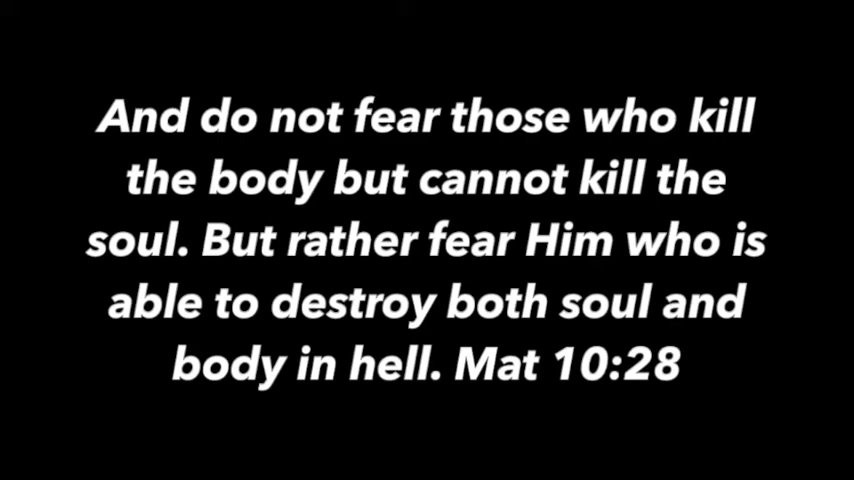 And do not fear those who kill
the body but cannot kill the
soul. But rather fear Him who is
able to destroy both soul and
body in hell. Mat 10:28